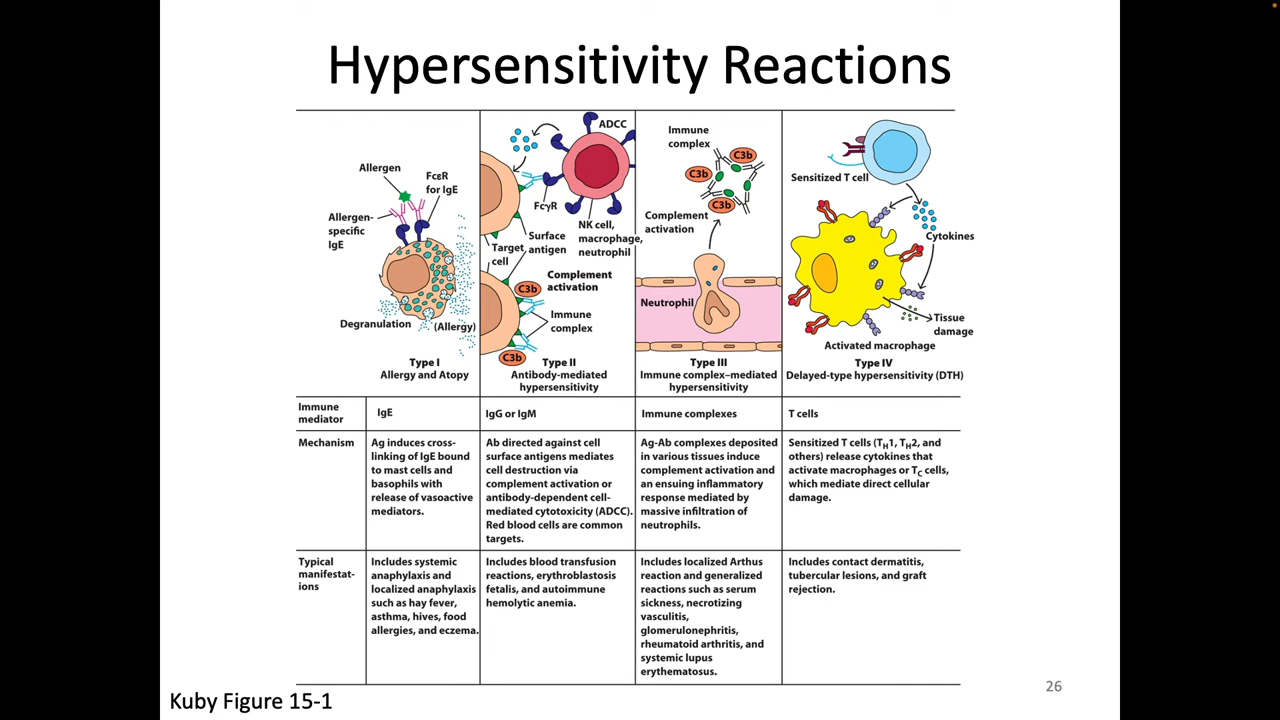 Hypersensitivity Reactions
Allergen
FcεR
for IgE
Allergen-
specific
IgE
Degranulation
(Allergy)
Type I
Allergy and Atopy
ADCC
FcγR
NK cell,
macrophage,
neutrophil
Surface
antigen
Target
cell
Complement
activation
C3b
Immune
complex
C3b
Type II
Antibody-mediated
hypersensitivity
Immune
complex
C3b
C3b
C3b
Complement
activation
Neutrophil
Type III
Immune complex–mediated
hypersensitivity
Sensitized T cell
Cytokines
Tissue
damage
Activated macrophage
Type IV
Delayed-type hypersensitivity (DTH)
Immune
mediator
IgE
IgG or IgM
Immune complexes
T cells
Mechanism
Ag induces cross-
linking of IgE bound
to mast cells and
basophils with
release of vasoactive
mediators.
Ab directed against cell
surface antigens mediates
cell destruction via
complement activation or
antibody-dependent cell-
mediated cytotoxicity (ADCC).
Red blood cells are common
targets.
Ag-Ab complexes deposited
in various tissues induce
complement activation and
an ensuing inflammatory
response mediated by
massive infiltration of
neutrophils.
Sensitized T cells (TH1, TH2, and
others) release cytokines that
activate macrophages or TC cells,
which mediate direct cellular
damage.
Typical
manifestat-
ions
Includes systemic
anaphylaxis and
localized anaphylaxis
such as hay fever,
asthma, hives, food
allergies, and eczema.
Includes blood transfusion
reactions, erythroblastosis
fetalis, and autoimmune
hemolytic anemia.
Includes localized Arthus
reaction and generalized
reactions such as serum
sickness, necrotizing
vasculitis,
glomerulonephritis,
rheumatoid arthritis, and
systemic lupus
erythematosus.
Includes contact dermatitis,
tubercular lesions, and graft
rejection.
Kuby Figure 15-1
26